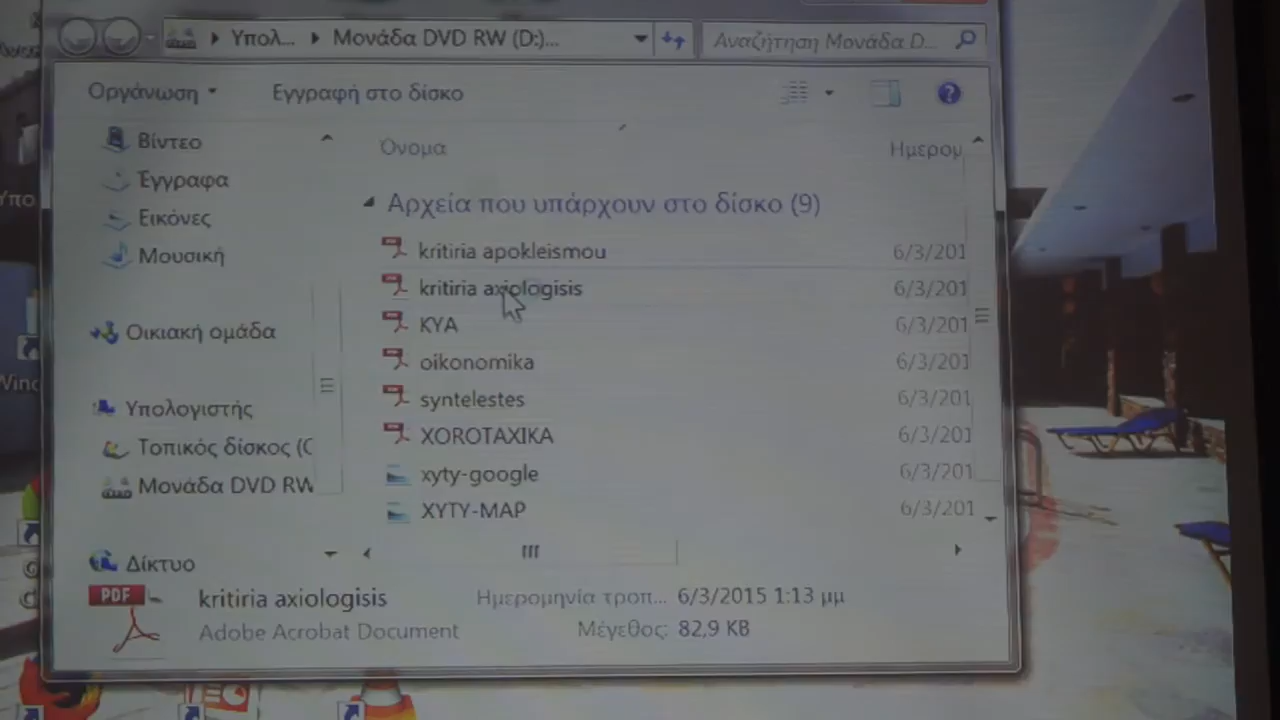 Υπολ... Μονάδα DVD RW (D:)...
Αναζήτηση Μονάδα D...
Οργάνωση
Εγγραφή στο δίσκο
Βίντεο
Έγγραφα
Εικόνες
Μουσική
Οικιακή ομάδα
Υπολογιστής
Τοπικός δίσκος (C
Μονάδα DVD RW
Δίκτυο
Όνομα
Ημερομ
Αρχεία που υπάρχουν στο δίσκο (9)
kritiria apokleismou 6/3/201
kritiria axiologisis 6/3/201
KYA 6/3/201
oikonomika 6/3/201
syntelestes 6/3/201
XOROTAXIKA 6/3/201
xyty-google 6/3/201
XYTY-MAP 6/3/201
PDF
kritiria axiologisis
Ημερομηνία τροπ... 6/3/2015 1:13 μμ
Adobe Acrobat Document
Μέγεθος: 82,9 KB